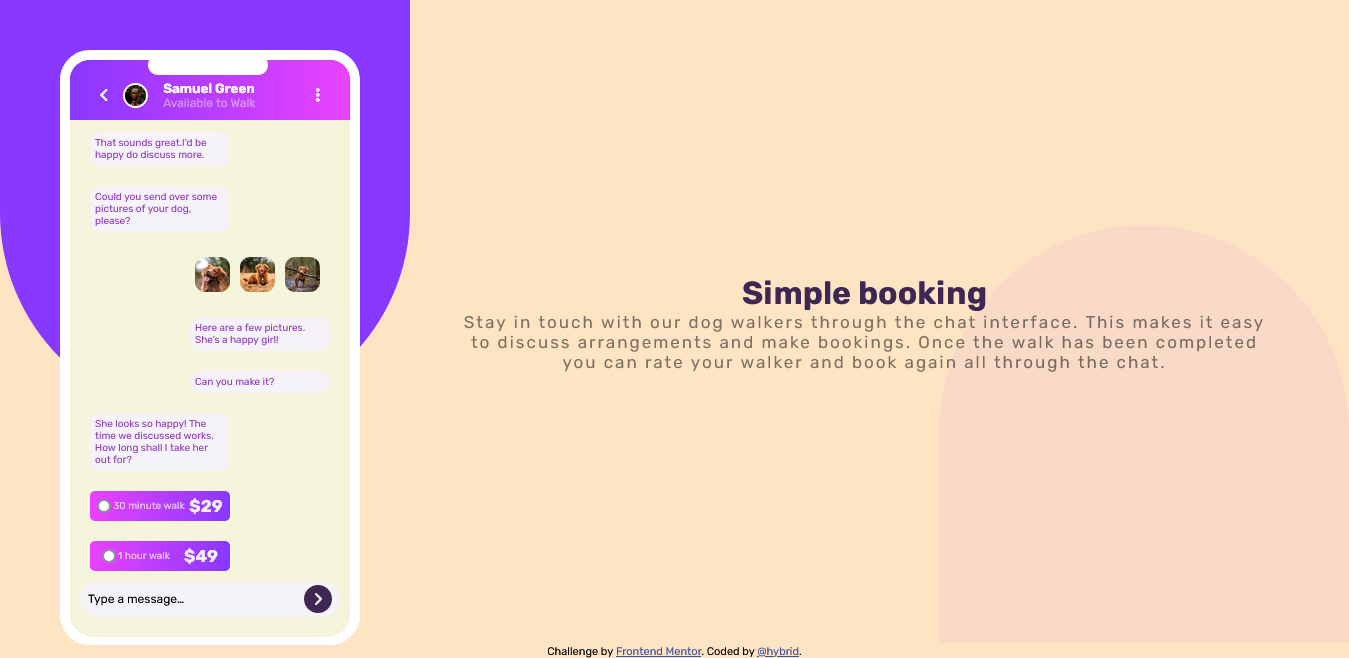 Samuel Green
Available to Walk
That sounds great.I'd be
happy do discuss more.
Could you send over some
pictures of your dog,
please?
Here are a few pictures.
She's a happy girl!
Can you make it?
She looks so happy! The
time we discussed works.
How long shall I take her
out for?
30 minute walk $29
1 hour walk $49
Type a message...
Simple booking
Stay in touch with our dog walkers through the chat interface. This makes it easy
to discuss arrangements and make bookings. Once the walk has been completed
you can rate your walker and book again all through the chat.
Challenge by Frontend Mentor. Coded by @hybrid.